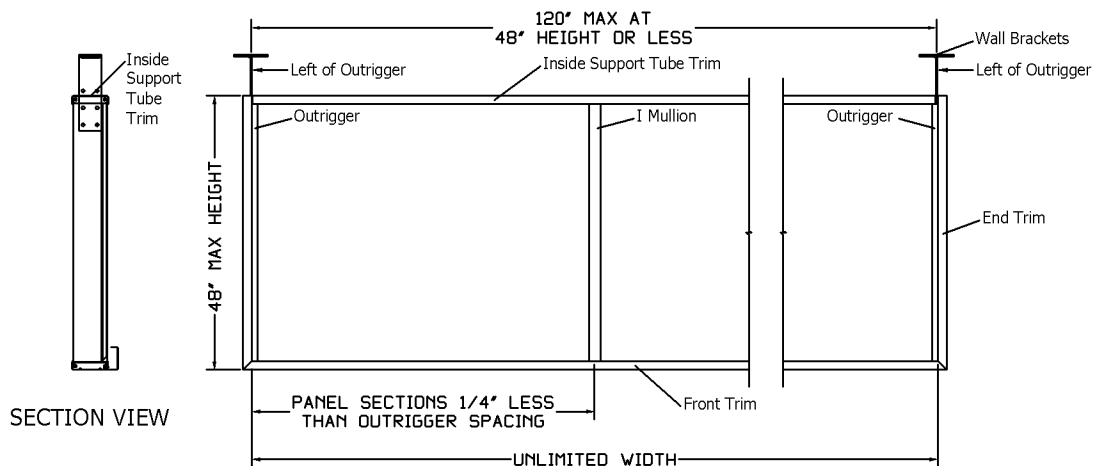 120" MAX AT
48" HEIGHT OR LESS
Wall Brackets
Inside
Support
Tube
Trim
Left of Outrigger
Inside Support Tube Trim
Left of Outrigger
Outrigger
I Mullion
Outrigger
48" MAX HEIGHT
End Trim
PANEL SECTIONS 1/4" LESS
THAN OUTRIGGER SPACING
Front Trim
SECTION VIEW
UNLIMITED WIDTH